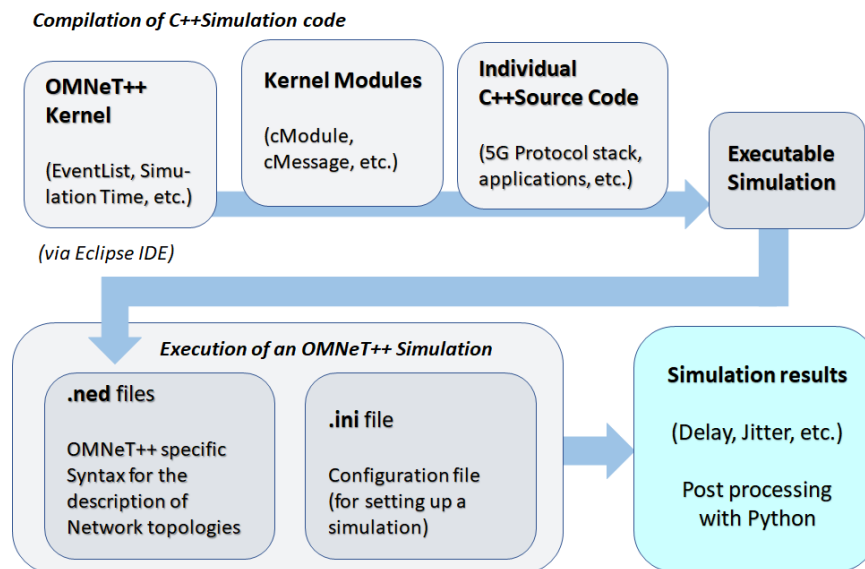 Compilation of C++Simulation code
OMNeT++
Kernel
(EventList, Simu-
lation Time, etc.)
Kernel Modules
(cModule,
cMessage, etc.)
Individual
C++Source Code
(5G Protocol stack,
applications, etc.)
Executable
Simulation
(via Eclipse IDE)
Execution of an OMNeT++ Simulation
.ned files
OMNeT++ specific
Syntax for the
description of
Network topologies
.ini file
Configuration file
(for setting up a
simulation)
Simulation results
(Delay, Jitter, etc.)
Post processing
with Python